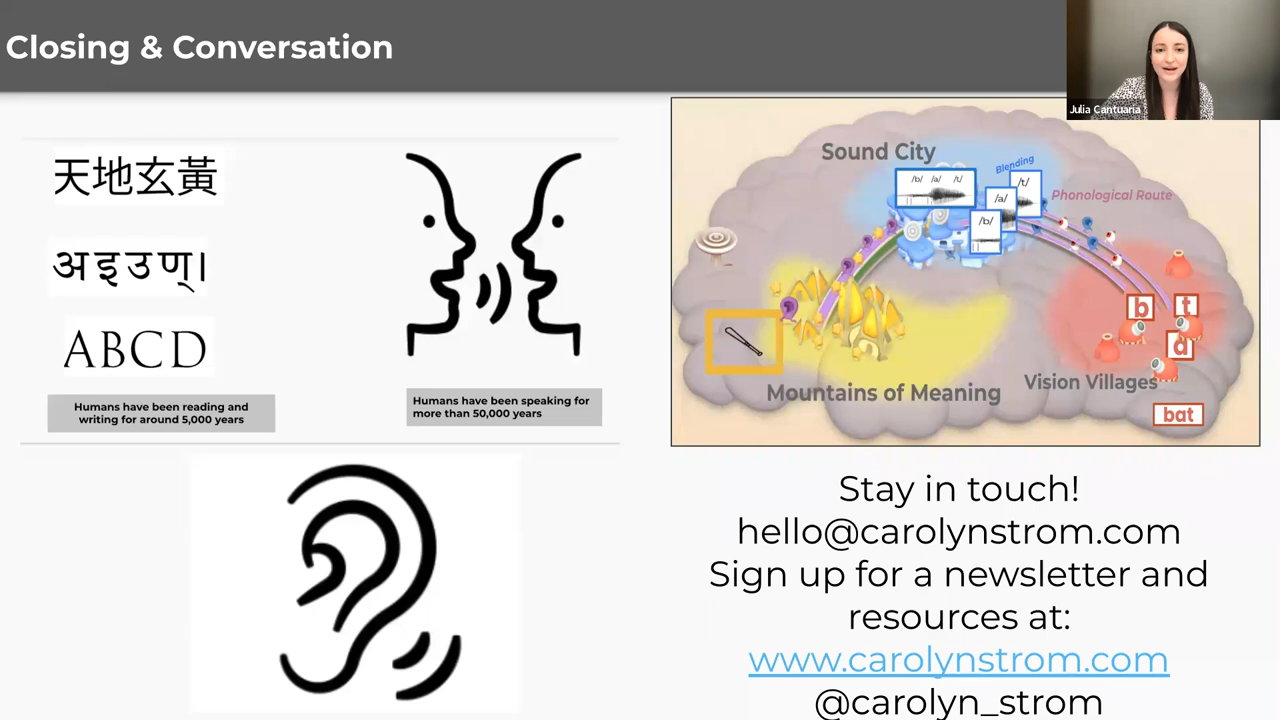 Closing & Conversation
Julia Cantuaria
天地玄黃
अइउण्।
ABCD
Humans have been reading and
writing for around 5,000 years
Humans have been speaking for
more than 50,000 years
Sound City
Blending
/b/ /a/ /t/
/t/
/a/
/b/
Phonological Route
b
t
a
Mountains of Meaning
Vision Villages
bat
Stay in touch!
hello@carolynstrom.com
Sign up for a newsletter and
resources at:
www.carolynstrom.com
@carolyn_strom